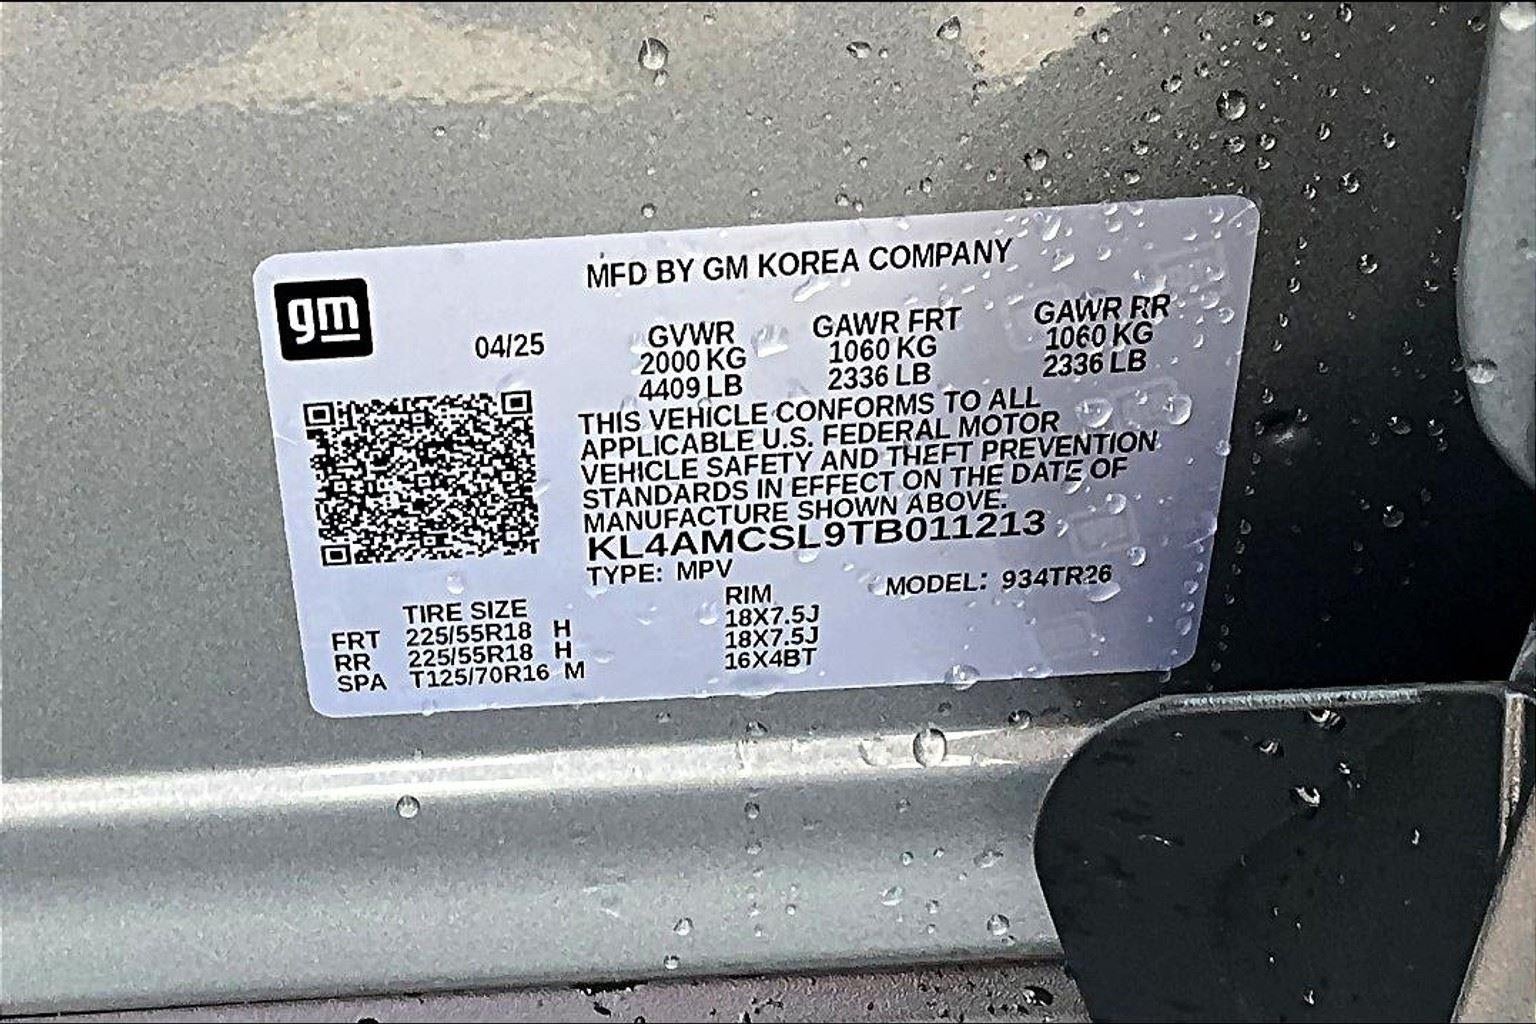 MFD BY GM KOREA COMPANY
gm
04/25
GVWR GAWR FRT GAWR RR
2000 KG 1060 KG 1060 KG
4409 LB 2336 LB 2336 LB
THIS VEHICLE CONFORMS TO ALL
APPLICABLE U.S. FEDERAL MOTOR
VEHICLE SAFETY AND THEFT PREVENTION
STANDARDS IN EFFECT ON THE DATE OF
MANUFACTURE SHOWN ABOVE.
KL4AMCSL9TB011213
TYPE: MPV MODEL: 934TR26
TIRE SIZE RIM
FRT 225/55R18 H 18X7.5J
RR 225/55R18 H 18X7.5J
SPA T125/70R16 M 16X4BT